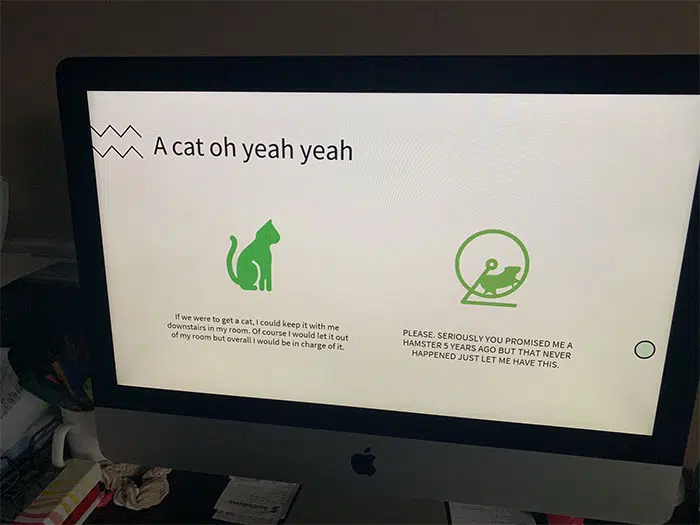 A cat oh yeah yeah
If we were to get a cat, I could keep it with me
downstairs in my room. Of course I would let it out
of my room but overall I would be in charge of it.
PLEASE. SERIOUSLY YOU PROMISED ME A
HAMSTER 5 YEARS AGO BUT THAT NEVER
HAPPENED JUST LET ME HAVE THIS.